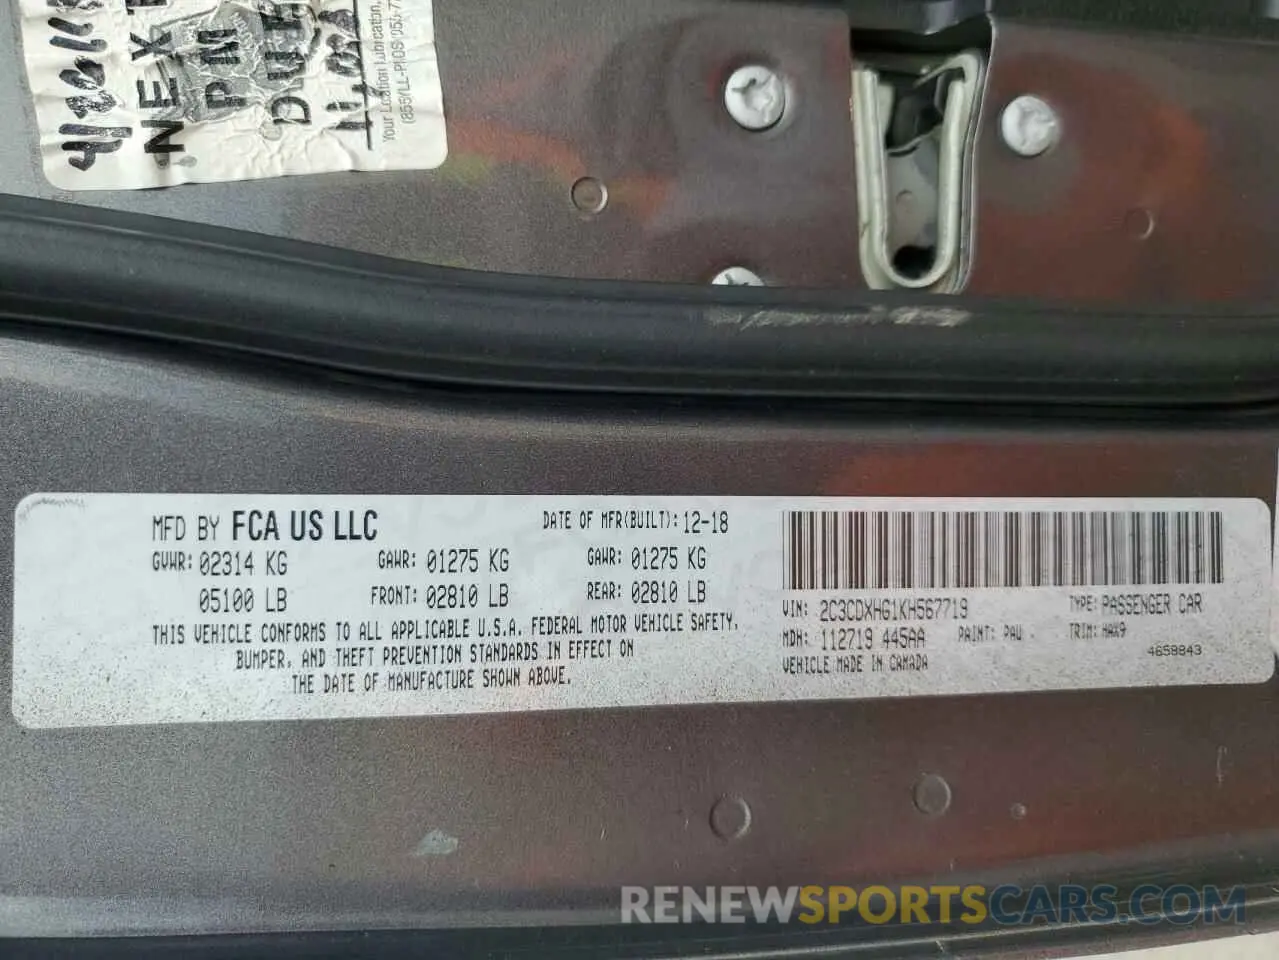 NEX
PM
MFD BY FCA US LLC
DATE OF MFR(BUILT): 12-18
GVWR: 02314 KG
GAWR: 01275 KG
GAWR: 01275 KG
05100 LB
FRONT: 02810 LB
REAR: 02810 LB
THIS VEHICLE CONFORMS TO ALL APPLICABLE U.S.A. FEDERAL MOTOR VEHICLE SAFETY,
BUMPER, AND THEFT PREVENTION STANDARDS IN EFFECT ON
THE DATE OF MANUFACTURE SHOWN ABOVE.
VIN: 2C3CDXHG1KH567719
TYPE: PASSENGER CAR
MDH: 112719 445AA
PAINT: PAU
TRIM: HAX9
VEHICLE MADE IN CANADA
4658843
RENEWSPORTSCARS.COM